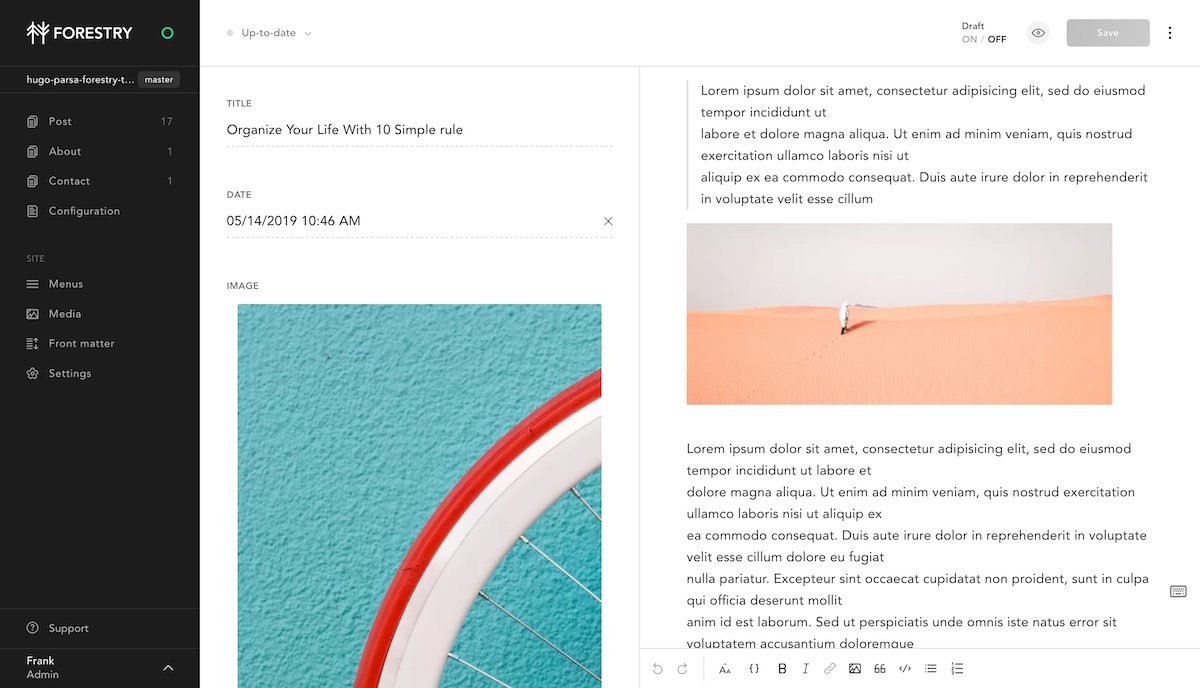 FORESTRY
Up-to-date
Draft
ON / OFF
Save
hugo-parsa-forestry-t... master
Post 17
About 1
Contact 1
Configuration
SITE
Menus
Media
Front matter
Settings
Support
Frank
Admin
TITLE
Organize Your Life With 10 Simple rule
DATE
05/14/2019 10:46 AM
IMAGE
Lorem ipsum dolor sit amet, consectetur adipisicing elit, sed do eiusmod
tempor incididunt ut
labore et dolore magna aliqua. Ut enim ad minim veniam, quis nostrud
exercitation ullamco laboris nisi ut
aliquip ex ea commodo consequat. Duis aute irure dolor in reprehenderit
in voluptate velit esse cillum
Lorem ipsum dolor sit amet, consectetur adipisicing elit, sed do eiusmod
tempor incididunt ut labore et
dolore magna aliqua. Ut enim ad minim veniam, quis nostrud exercitation
ullamco laboris nisi ut aliquip ex
ea commodo consequat. Duis aute irure dolor in reprehenderit in voluptate
velit esse cillum dolore eu fugiat
nulla pariatur. Excepteur sint occaecat cupidatat non proident, sunt in culpa
qui officia deserunt mollit
anim id est laborum. Sed ut perspiciatis unde omnis iste natus error sit
voluptatem accusantium doloremque